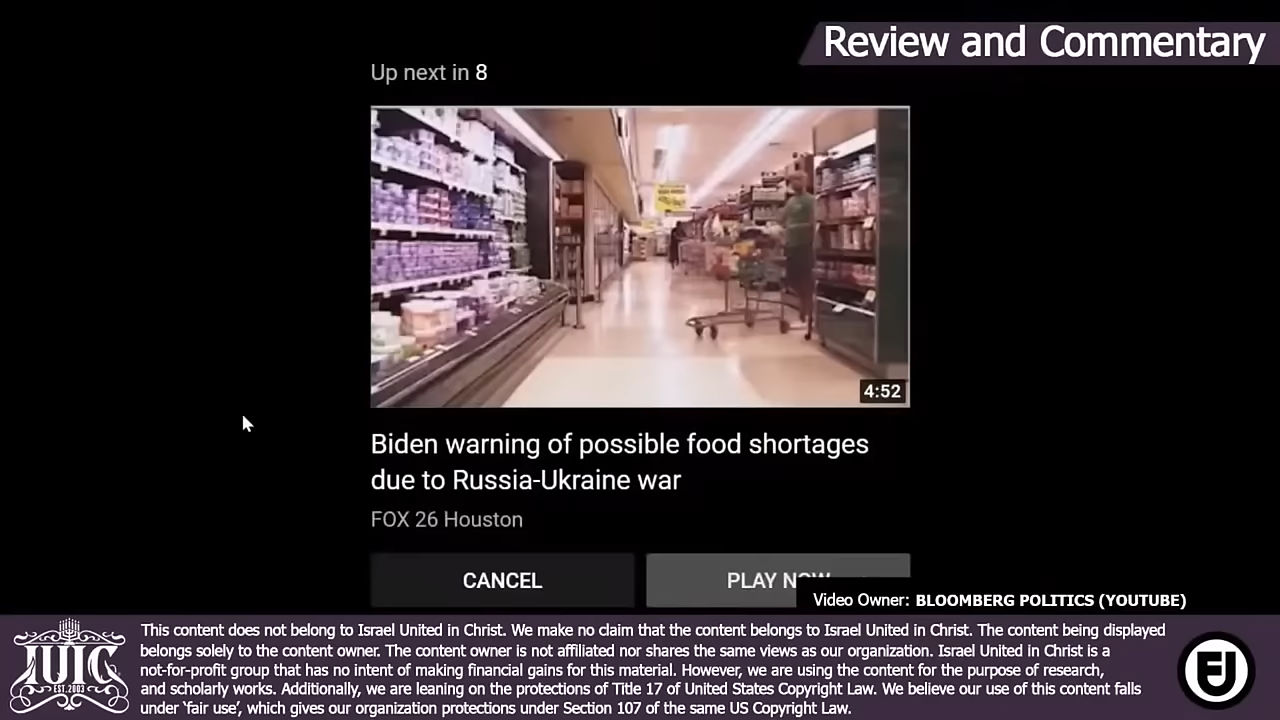 Review and Commentary
Up next in 8
4:52
Biden warning of possible food shortages
due to Russia-Ukraine war
FOX 26 Houston
CANCEL
PLAY NOW
Video Owner: BLOOMBERG POLITICS (YOUTUBE)
This content does not belong to Israel United in Christ. We make no claim that the content belongs to Israel United in Christ. The content being displayed
belongs solely to the content owner. The content owner is not affiliated nor shares the same views as our organization. Israel United in Christ is a
not-for-profit group that has no intent of making financial gains for this material. However, we are using the content for the purpose of research,
and scholarly works. Additionally, we are leaning on the protections of Title 17 of United States Copyright Law. We believe our use of this content falls
under ‘fair use’, which gives our organization protections under Section 107 of the same US Copyright Law.
IUIC
EST. 2003